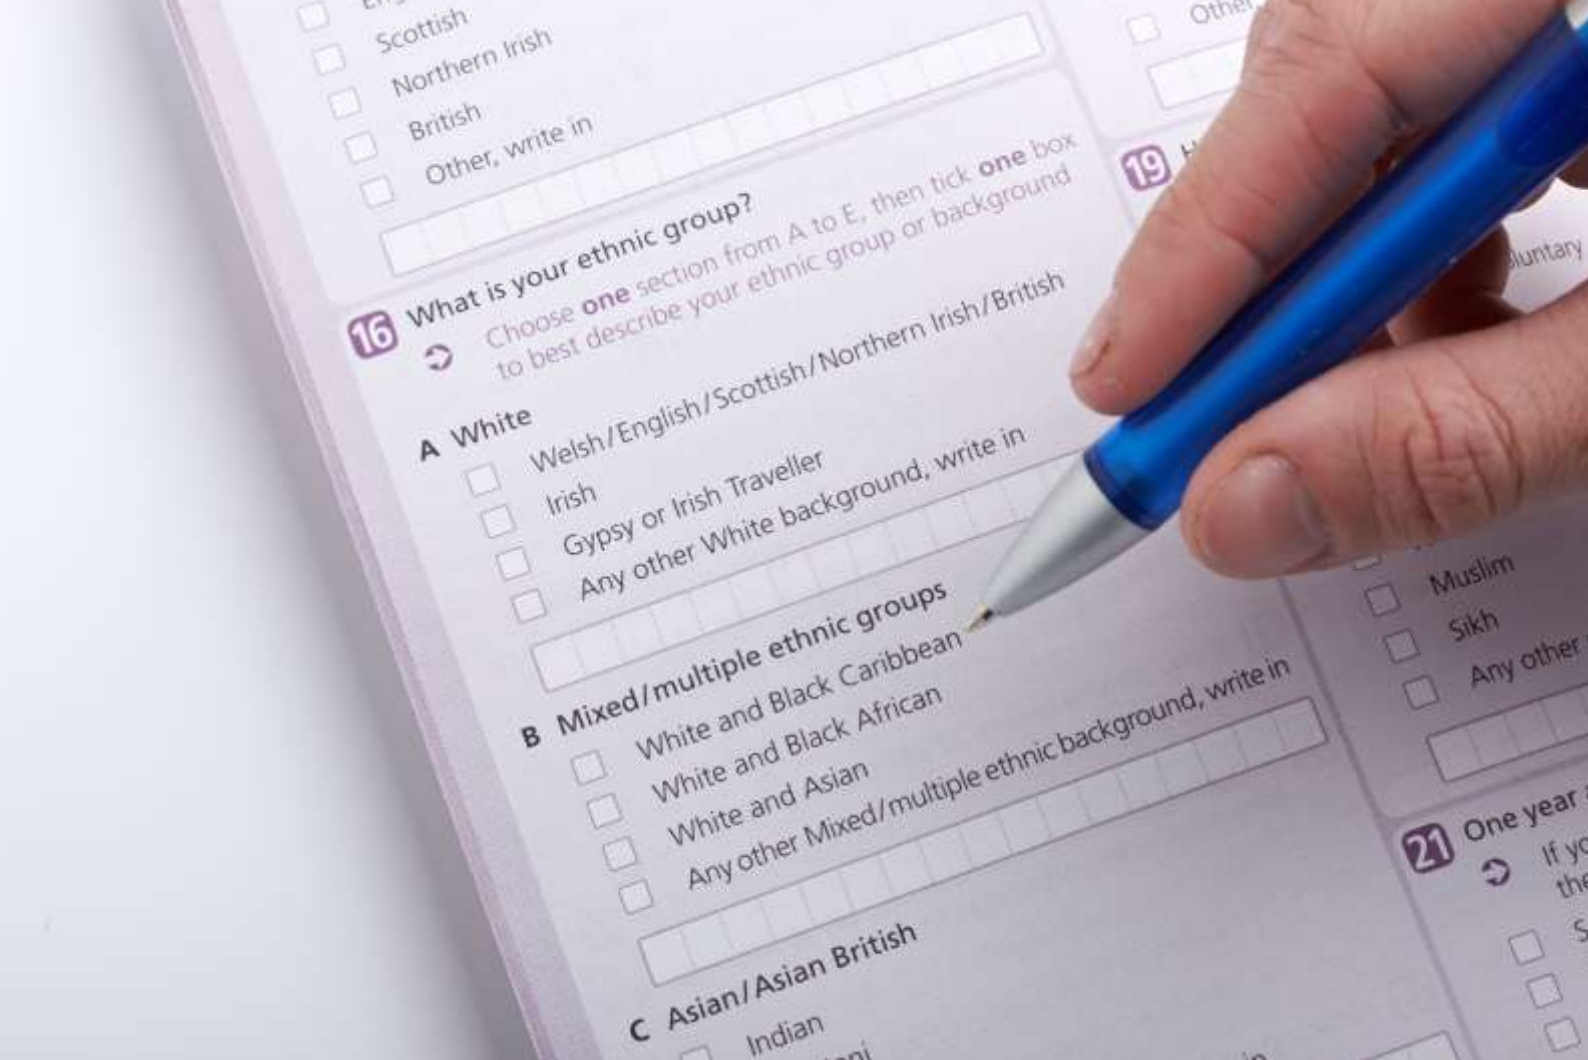 Scottish
Northern Irish
British
Other, write in
16 What is your ethnic group?
Choose one section from A to E, then tick one box
to best describe your ethnic group or background
A White
Welsh/English/Scottish/Northern Irish/British
Irish
Gypsy or Irish Traveller
Any other White background, write in
B Mixed/multiple ethnic groups
White and Black Caribbean
White and Black African
White and Asian
Any other Mixed/multiple ethnic background, write in
C Asian/Asian British
Indian
in
Other,
19 H
Muslim
Sikh
Any other
21 One year
If
the
S